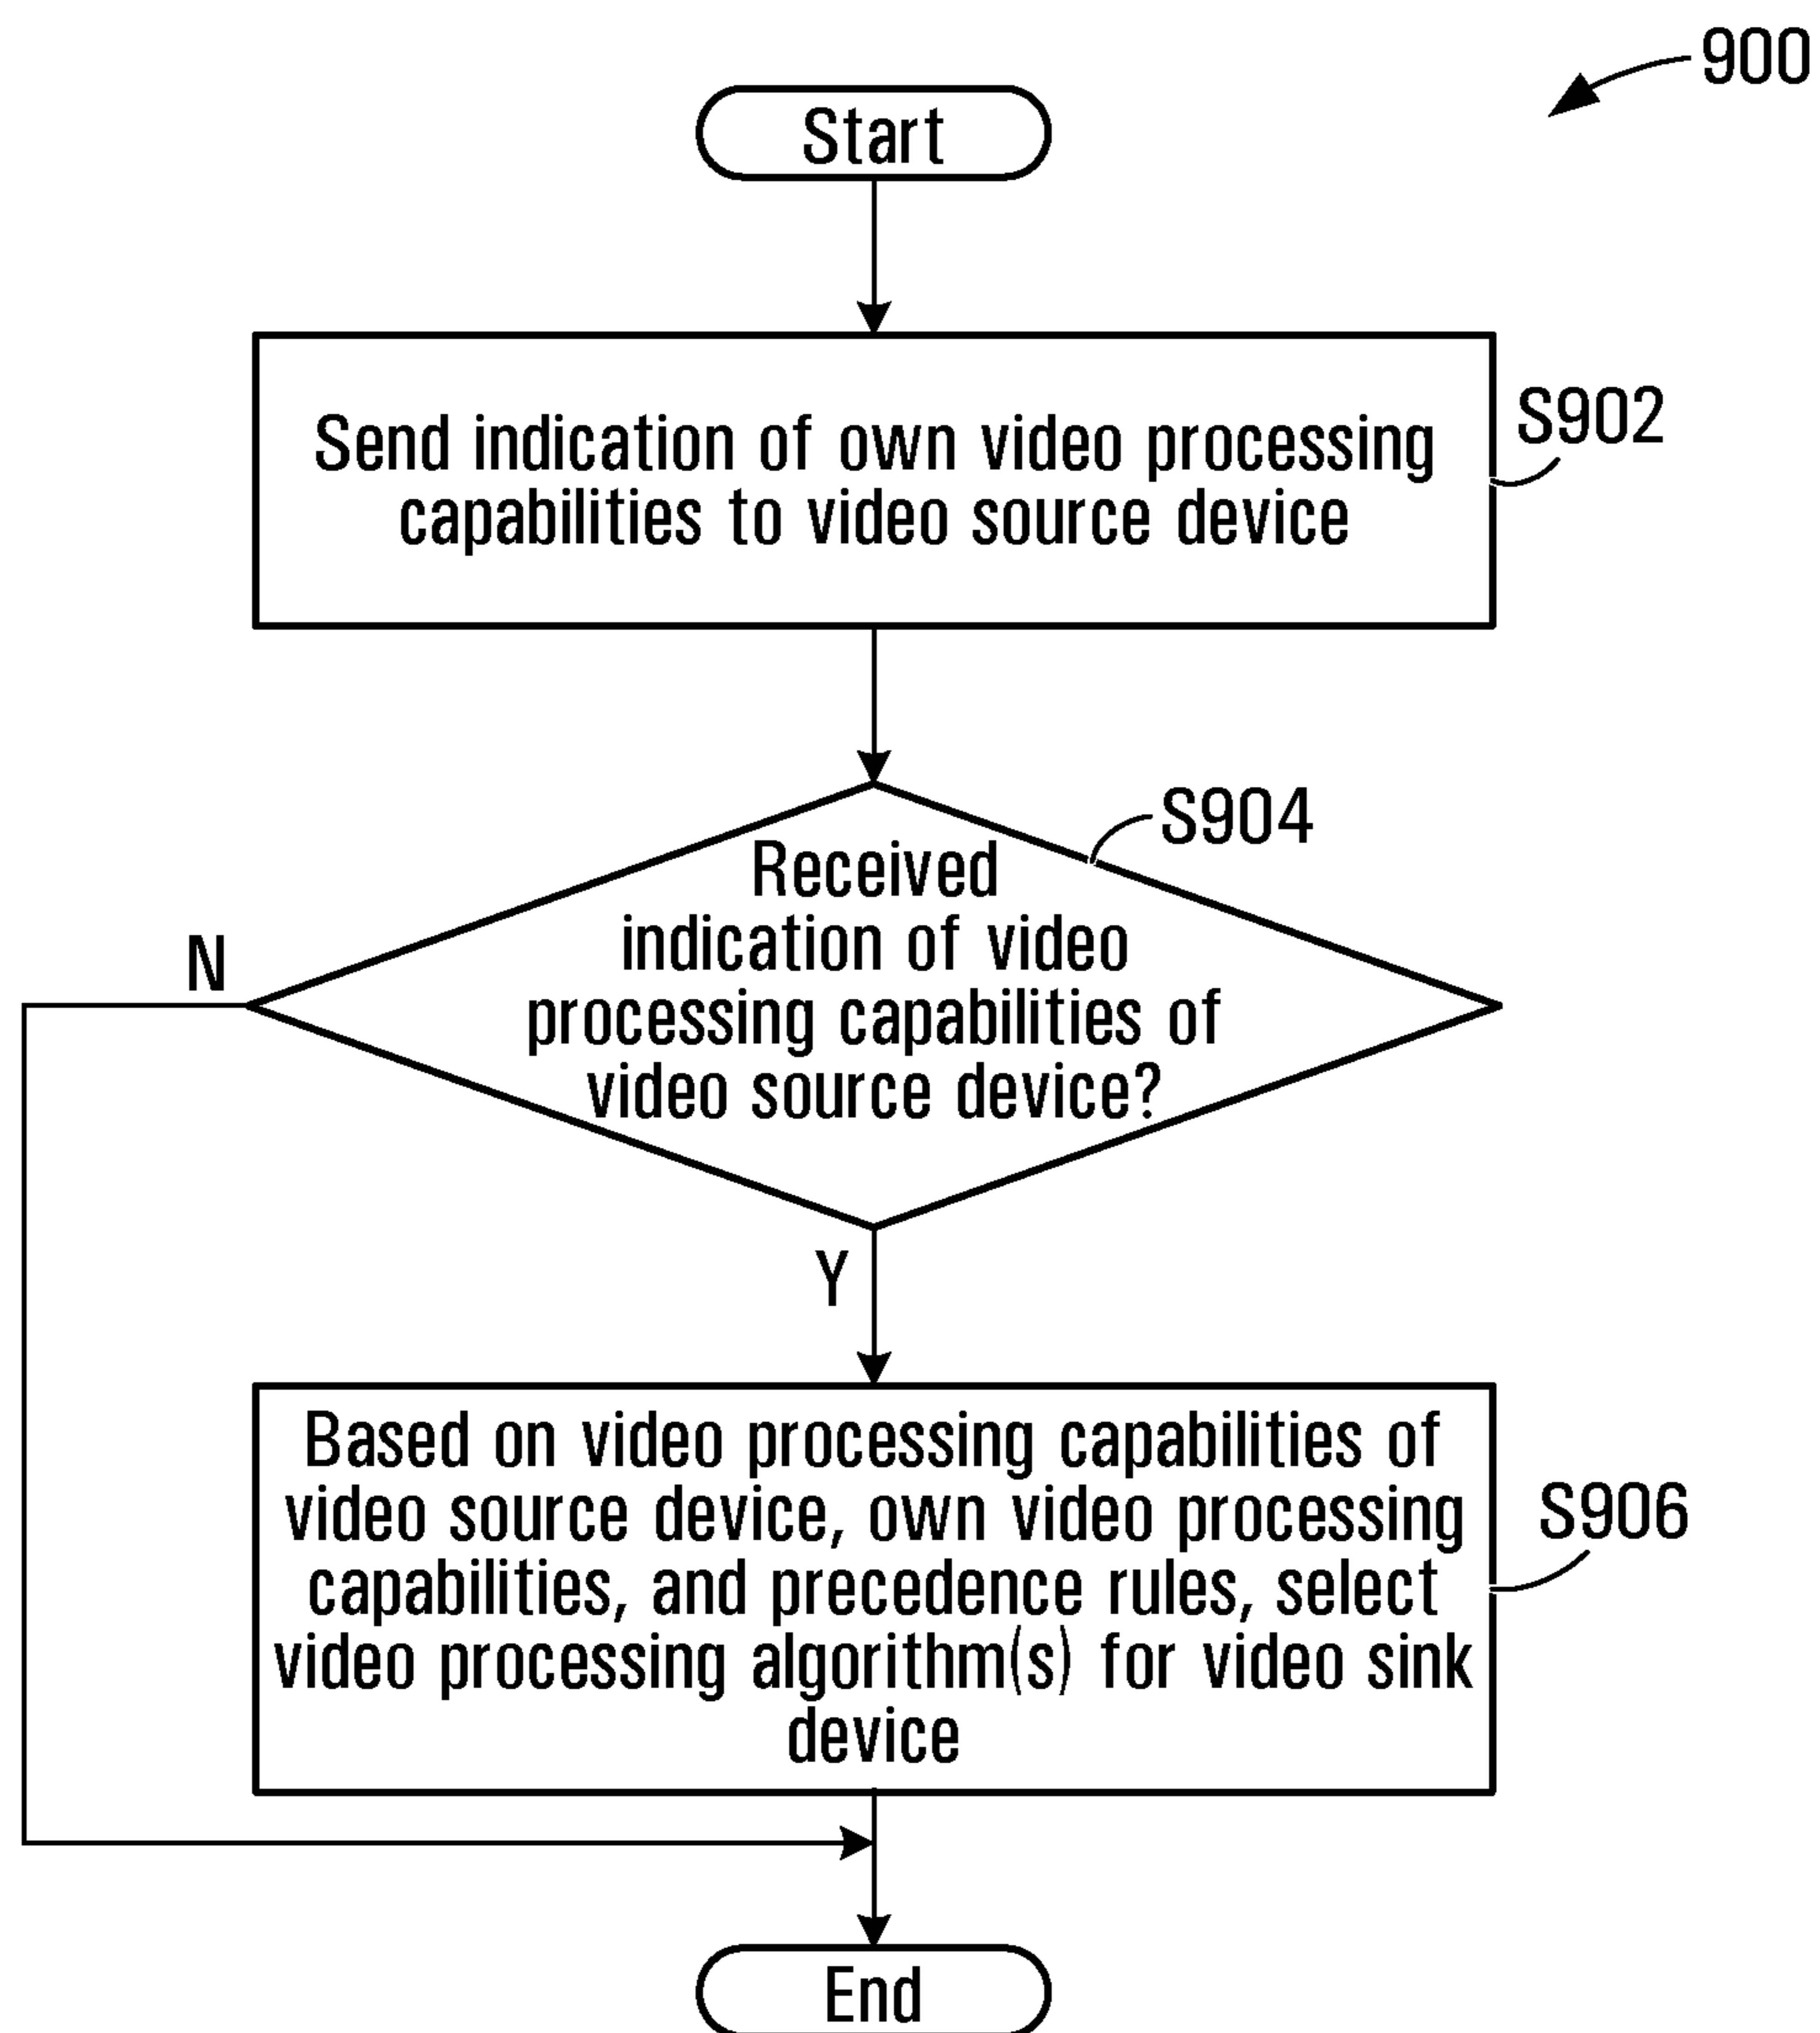 900
Start
Send indication of own video processing
capabilities to video source device
S902
S904
Received
indication of video
processing capabilities of
video source device?
N
Y
Based on video processing capabilities of
video source device, own video processing
capabilities, and precedence rules, select
video processing algorithm(s) for video sink
device
S906
End